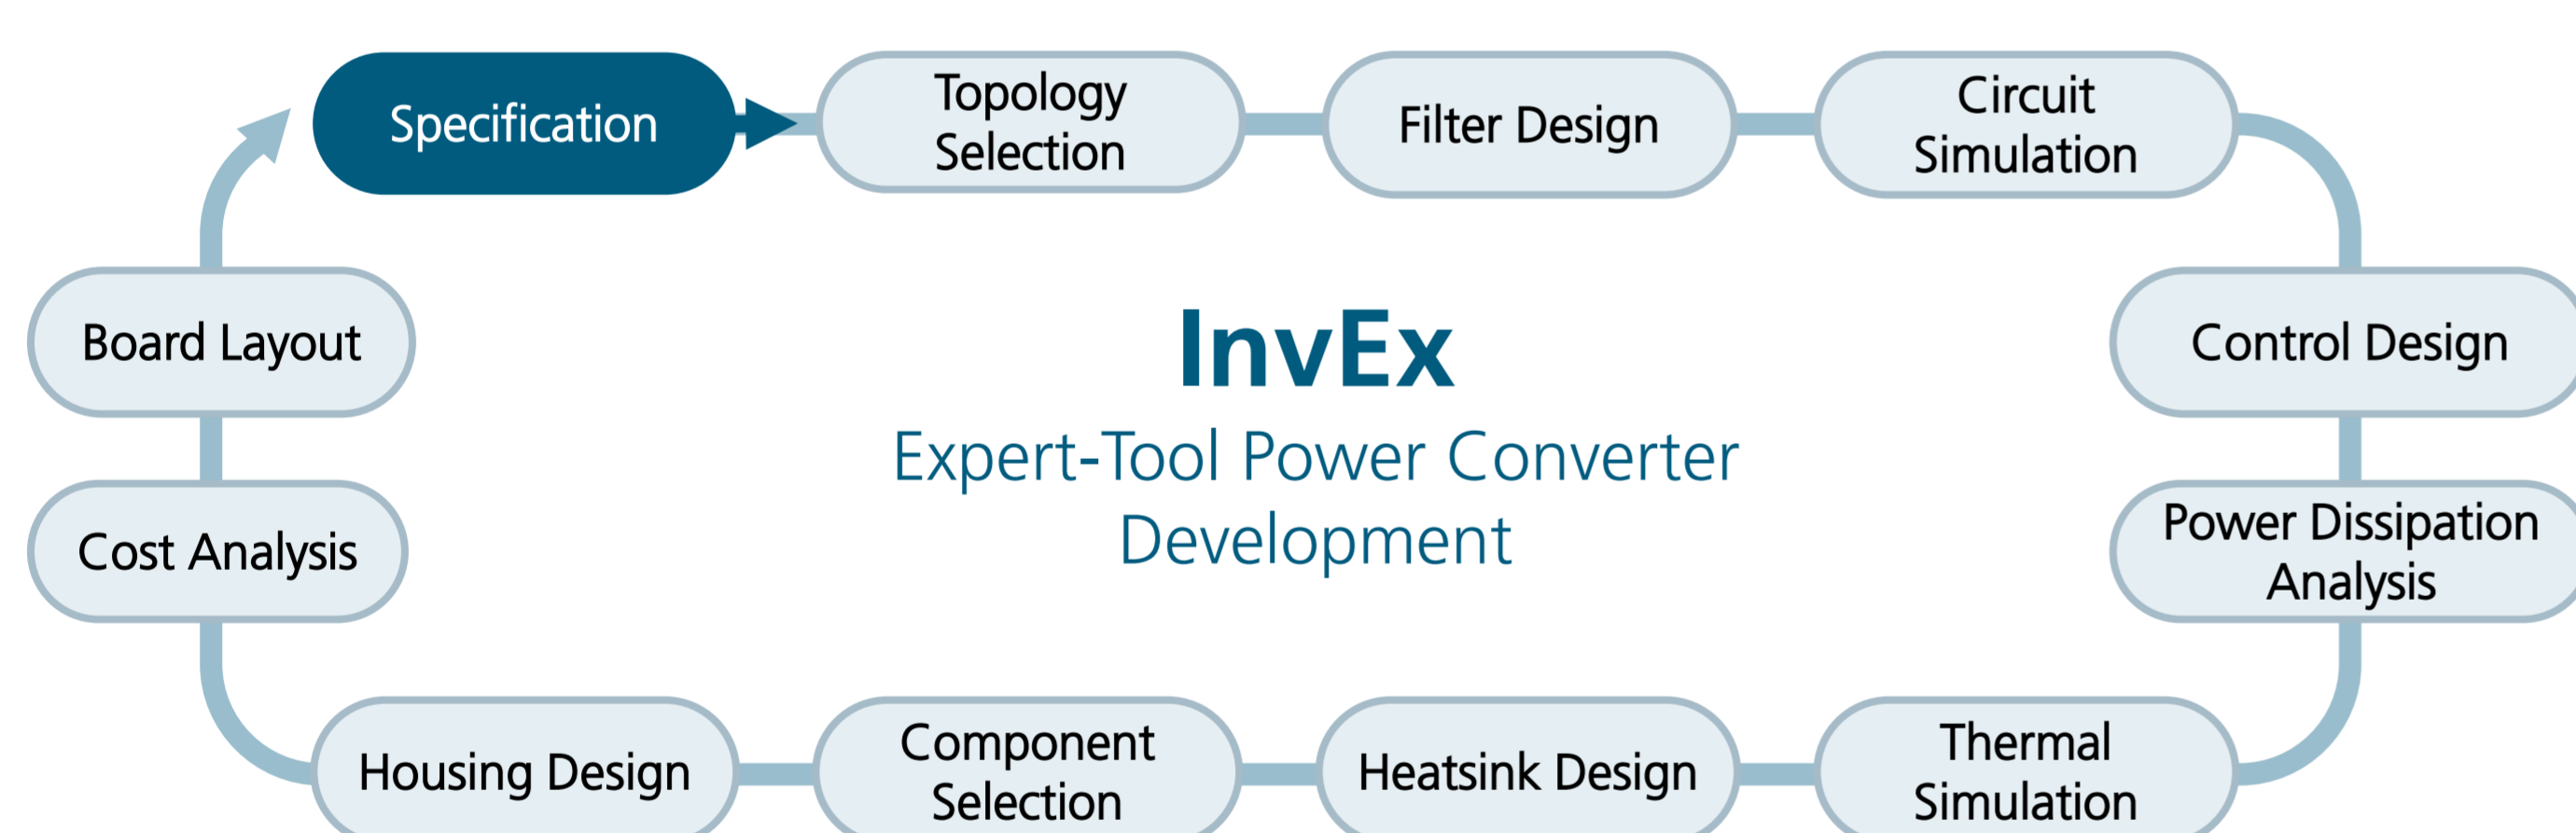 Specification
Topology
Selection
Filter Design
Circuit
Simulation
Board Layout
InvEx
Control Design
Expert-Tool Power Converter
Development
Cost Analysis
Power Dissipation
Analysis
Housing Design
Component
Selection
Heatsink Design
Thermal
Simulation